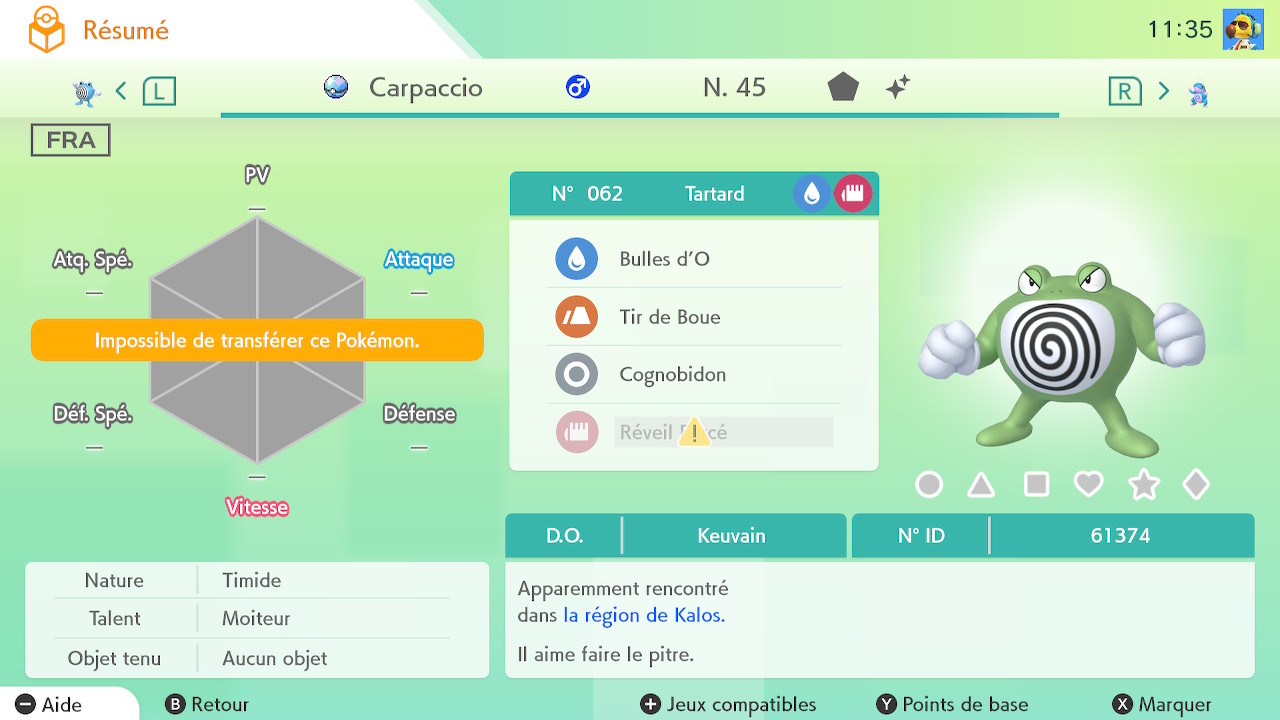 Résumé
11:35
L
Carpaccio
N. 45
R
FRA
PV
—
Atq. Spé.
—
Attaque
—
Impossible de transférer ce Pokémon.
Déf. Spé.
—
Défense
—
—
Vitesse
N° 062 Tartard
Bulles d'O
Tir de Boue
Cognobidon
Réveil
D.O. Keuvain
N° ID 61374
Nature Timide
Talent Moiteur
Objet tenu Aucun objet
Apparemment rencontré
dans la région de Kalos.
Il aime faire le pitre.
Aide
B Retour
Jeux compatibles
Y Points de base
X Marquer